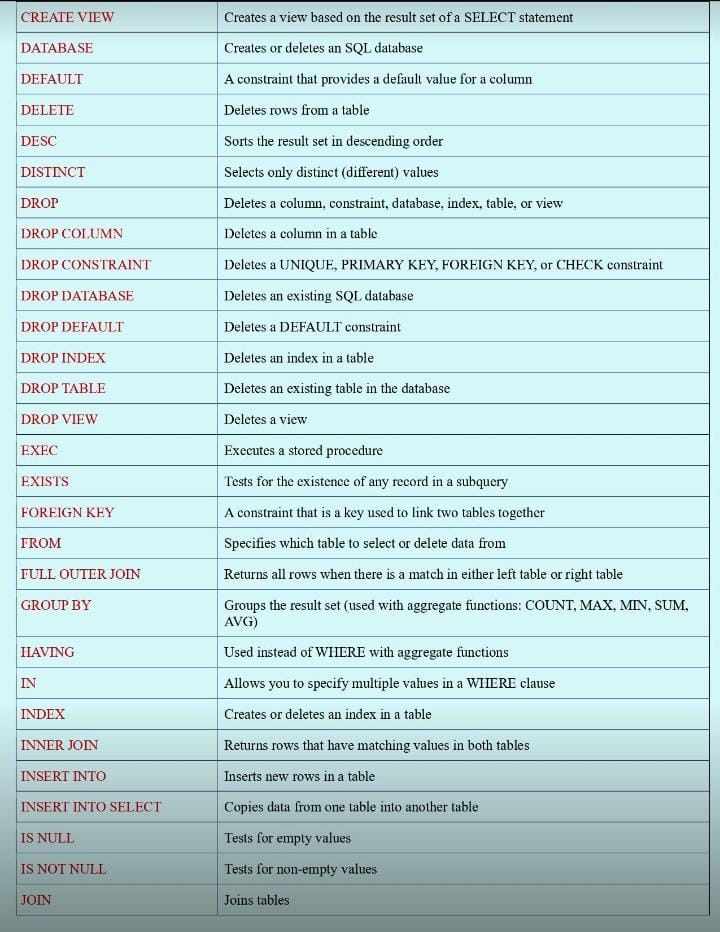 CREATE VIEW Creates a view based on the result set of a SELECT statement
DATABASE Creates or deletes an SQL database
DEFAULT A constraint that provides a default value for a column
DELETE Deletes rows from a table
DESC Sorts the result set in descending order
DISTINCT Selects only distinct (different) values
DROP Deletes a column, constraint, database, index, table, or view
DROP COLUMN Deletes a column in a table
DROP CONSTRAINT Deletes a UNIQUE, PRIMARY KEY, FOREIGN KEY, or CHECK constraint
DROP DATABASE Deletes an existing SQL database
DROP DEFAULT Deletes a DEFAULT constraint
DROP INDEX Deletes an index in a table
DROP TABLE Deletes an existing table in the database
DROP VIEW Deletes a view
EXEC Executes a stored procedure
EXISTS Tests for the existence of any record in a subquery
FOREIGN KEY A constraint that is a key used to link two tables together
FROM Specifies which table to select or delete data from
FULL OUTER JOIN Returns all rows when there is a match in either left table or right table
GROUP BY Groups the result set (used with aggregate functions: COUNT, MAX, MIN, SUM,
AVG)
HAVING Used instead of WHERE with aggregate functions
IN Allows you to specify multiple values in a WHERE clause
INDEX Creates or deletes an index in a table
INNER JOIN Returns rows that have matching values in both tables
INSERT INTO Inserts new rows in a table
INSERT INTO SELECT Copies data from one table into another table
IS NULL Tests for empty values
IS NOT NULL Tests for non-empty values
JOIN Joins tables